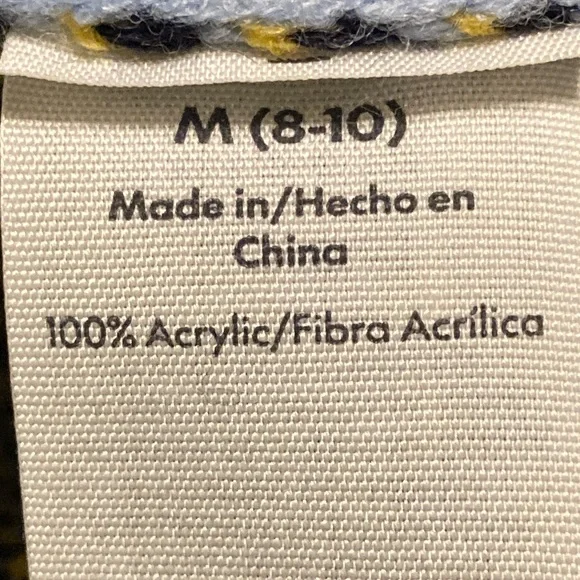 M (8-10)
Made in/Hecho en
China
100% Acrylic/Fibra Acrílica